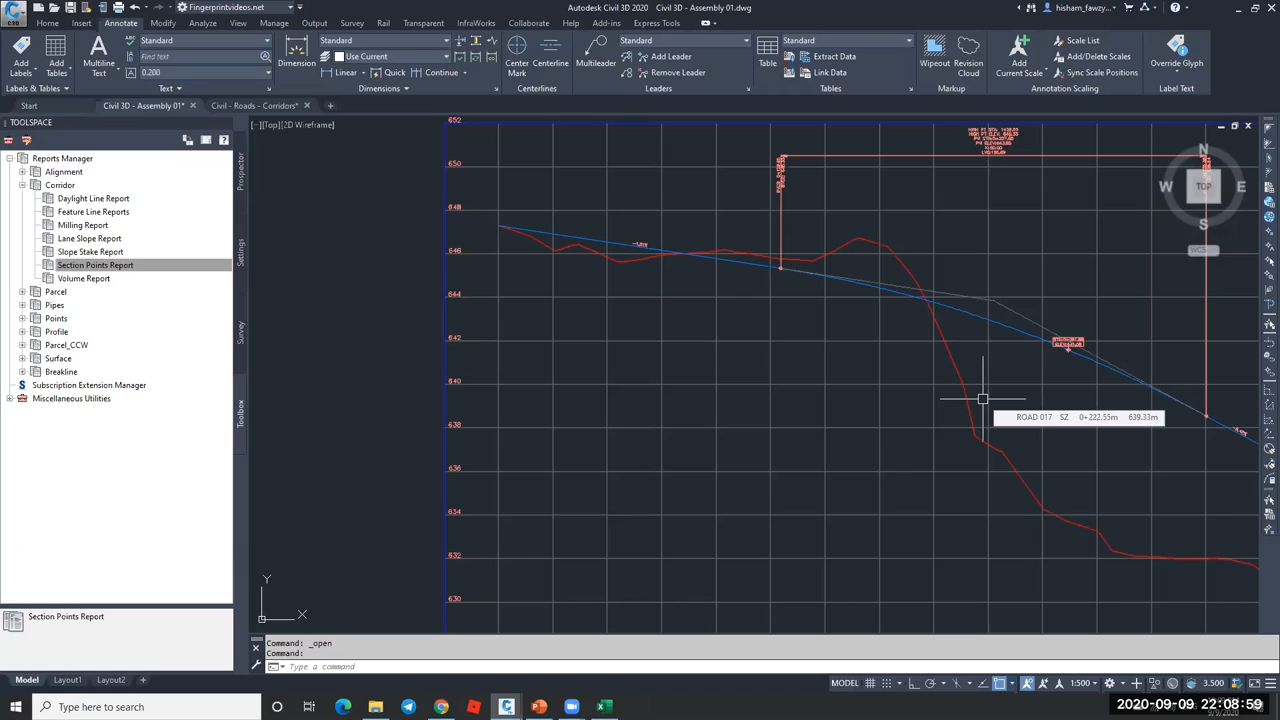 Fingerprintvideos.net
Autodesk Civil 3D 2020 Civil 3D - Assembly 01.dwg
Type a keyword or phrase
hisham_fawzy...
C3D
Home Insert Annotate Modify Analyze View Manage Output Survey Rail Transparent InfraWorks Collaborate Help Add-ins Express Tools
Add Labels
Add Tables
Labels & Tables
Multiline Text
Standard
Find text
0.200
Text
Dimension
Standard
Use Current
Linear Quick Continue
Dimensions
Center Mark
Centerline
Centerlines
Multileader
Standard
Add Leader
Remove Leader
Leaders
Table
Standard
Extract Data
Link Data
Tables
Wipeout
Revision Cloud
Markup
Add Current Scale
Scale List
Add/Delete Scales
Sync Scale Positions
Annotation Scaling
Override Glyph
Label Text
Start Civil 3D - Assembly 01* Civil - Roads - Corridors*
TOOLSPACE
Reports Manager
Alignment
Corridor
Daylight Line Report
Feature Line Reports
Milling Report
Lane Slope Report
Slope Stake Report
Section Points Report
Volume Report
Parcel
Pipes
Points
Profile
Parcel_CCW
Surface
Breakline
Subscription Extension Manager
Miscellaneous Utilities
Prospector
Settings
Survey
Toolbox
Section Points Report
[-][Top][2D Wireframe]
652
650
648
646
644
642
640
638
636
634
632
630
N
W TOP E
S
WCS
ROAD 017 SZ 0+222.55m 639.33m
Y
X
Command: _open
Command:
Type a command
Model Layout1 Layout2
MODEL 1:500 3.500
Type here to search
2020-09-09 22:08:59